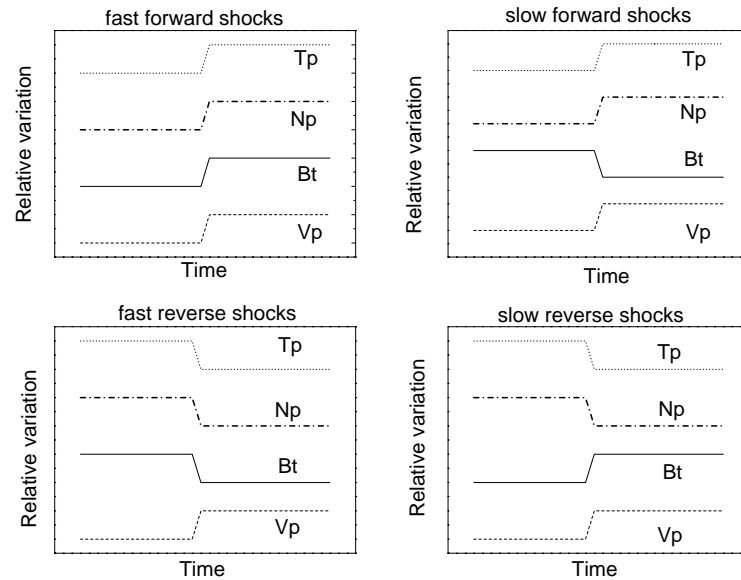 fast forward shocks
Relative variation
Tp
Np
Bt
Vp
Time
slow forward shocks
Relative variation
Tp
Np
Bt
Vp
Time
fast reverse shocks
Relative variation
Tp
Np
Bt
Vp
Time
slow reverse shocks
Relative variation
Tp
Np
Bt
Vp
Time